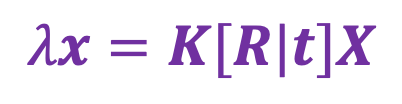 λx = K[R|t]X